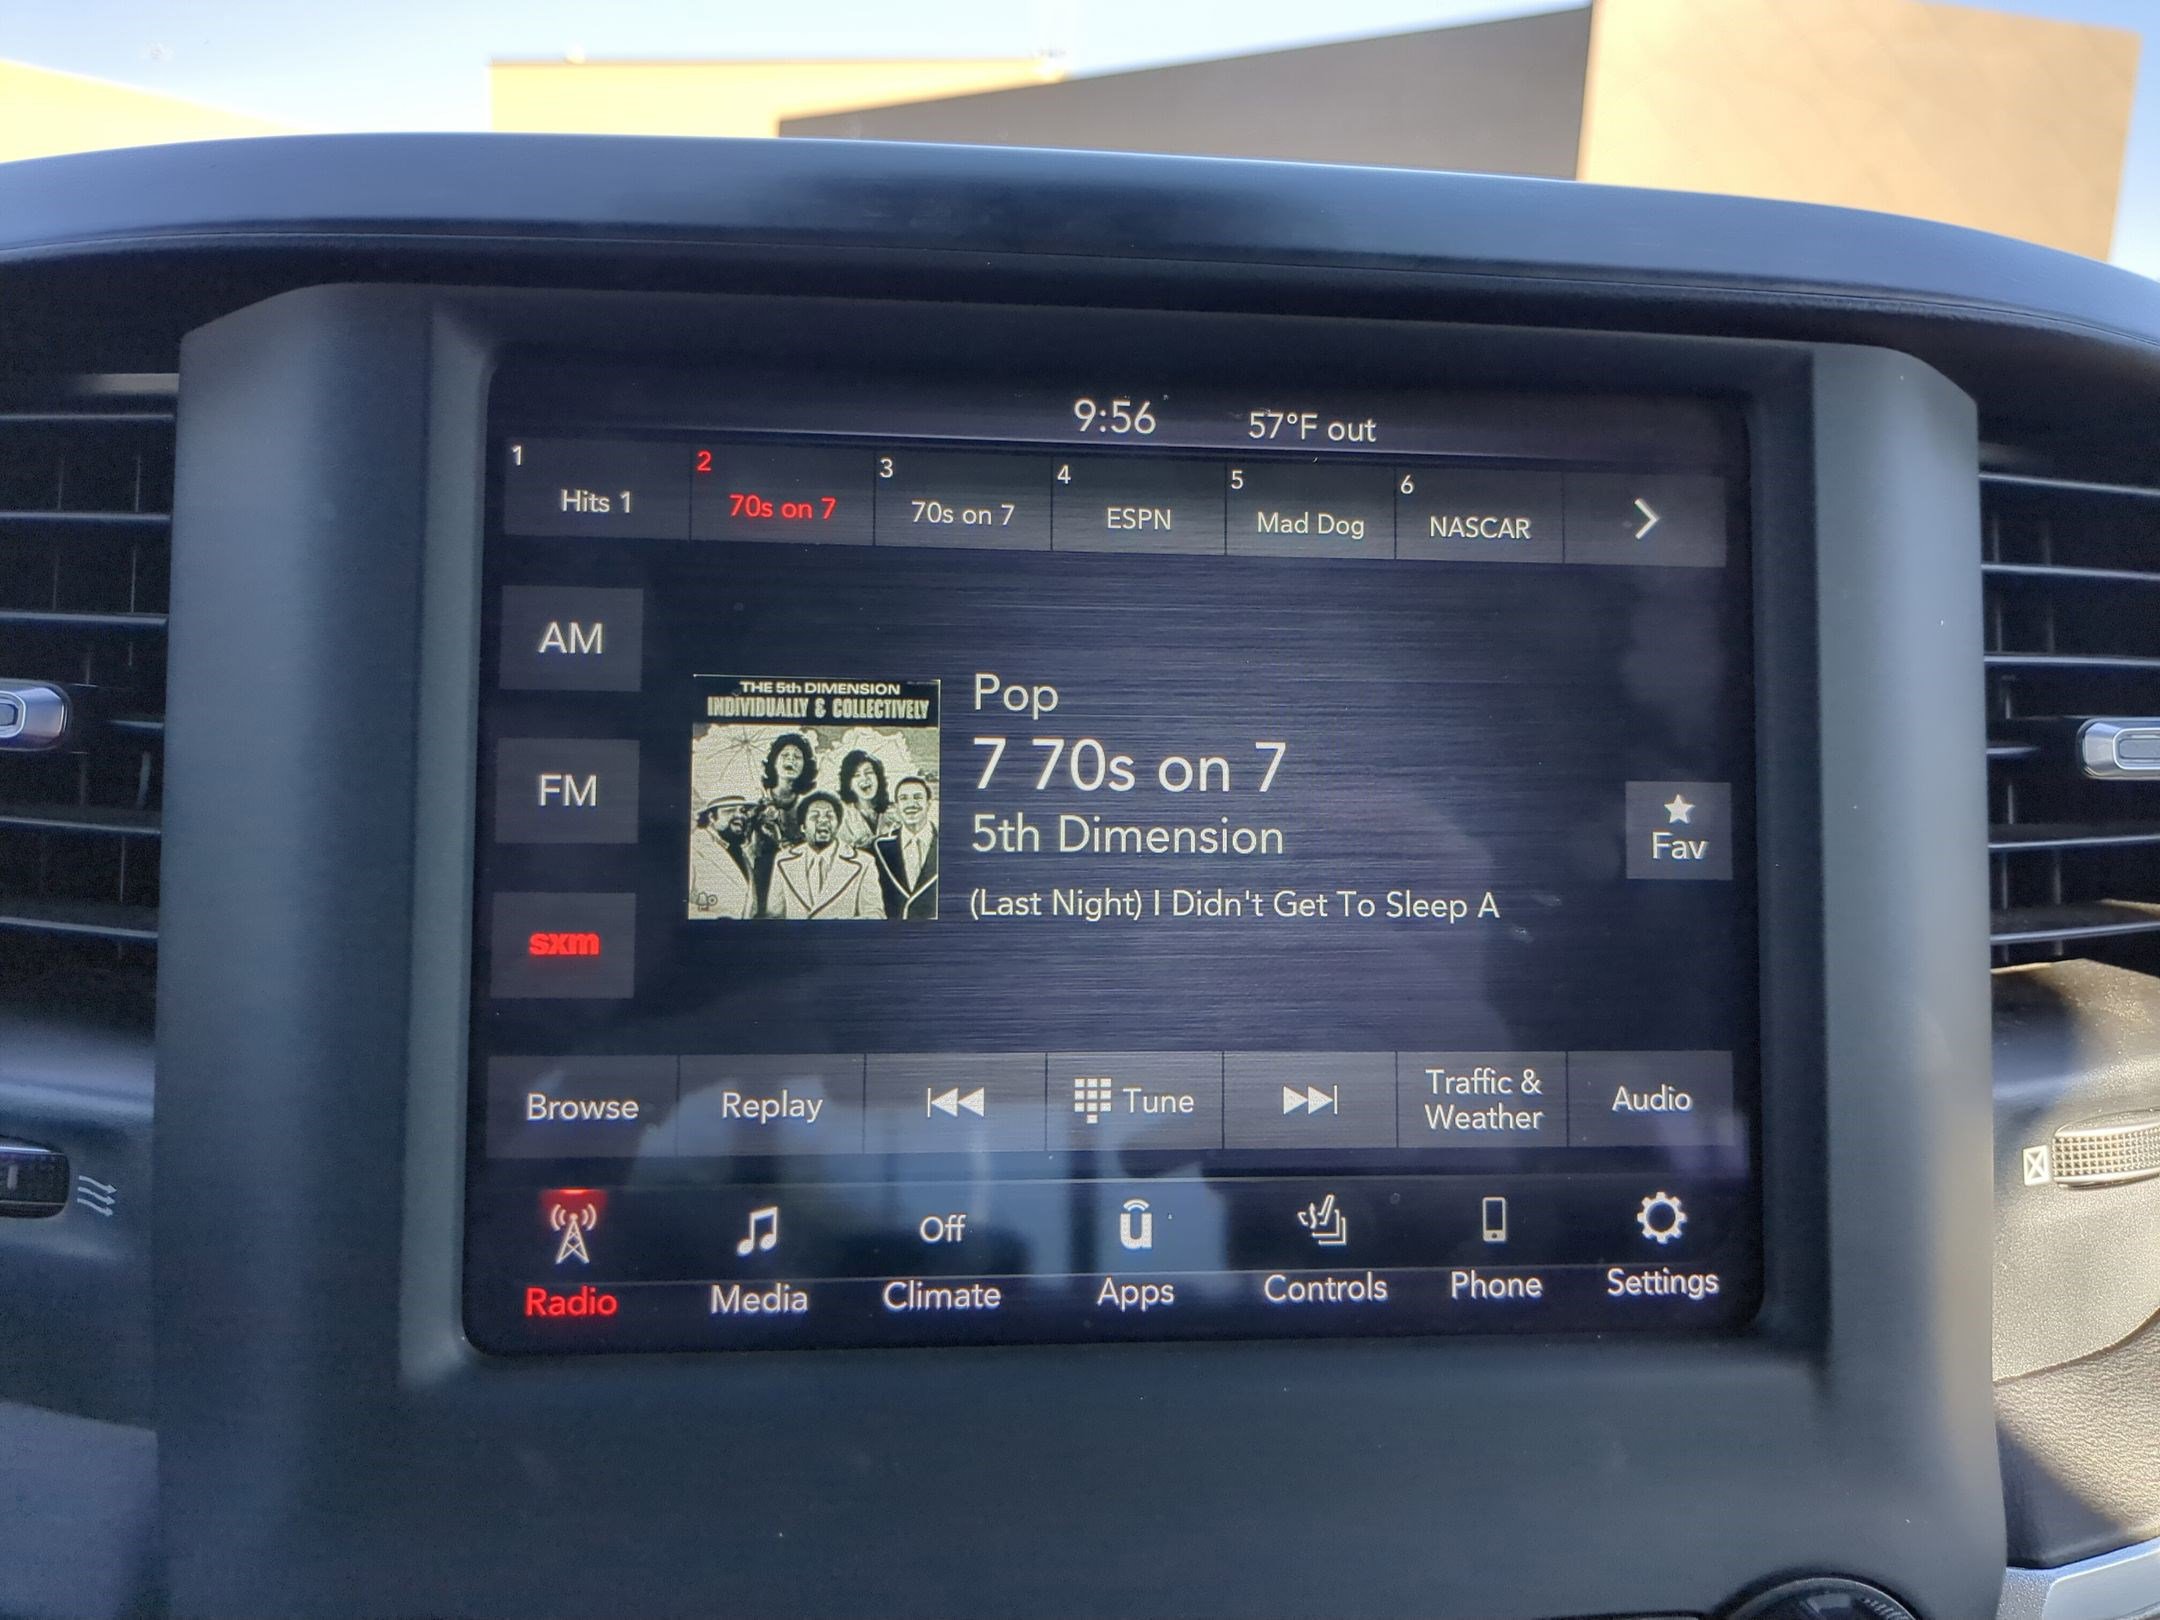 9:56 57°F out
1 Hits 1
2 70s on 7
3 70s on 7
4 ESPN
5 Mad Dog
6 NASCAR
AM
FM
sxm
THE 5th DIMENSION
INDIVIDUALLY & COLLECTIVELY
Pop
7 70s on 7
5th Dimension
(Last Night) I Didn't Get To Sleep A
Fav
Browse
Replay
Tune
Traffic &
Weather
Audio
Radio
Media
Off
Climate
u
Apps
Controls
Phone
Settings